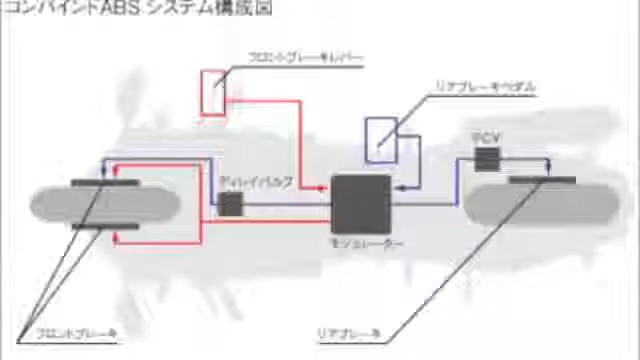 コンバインドABS システム構成図
フロントブレーキレバー
リアブレーキペダル
PCV
ディレイバルブ
モジュレーター
フロントブレーキ
リアブレーキ